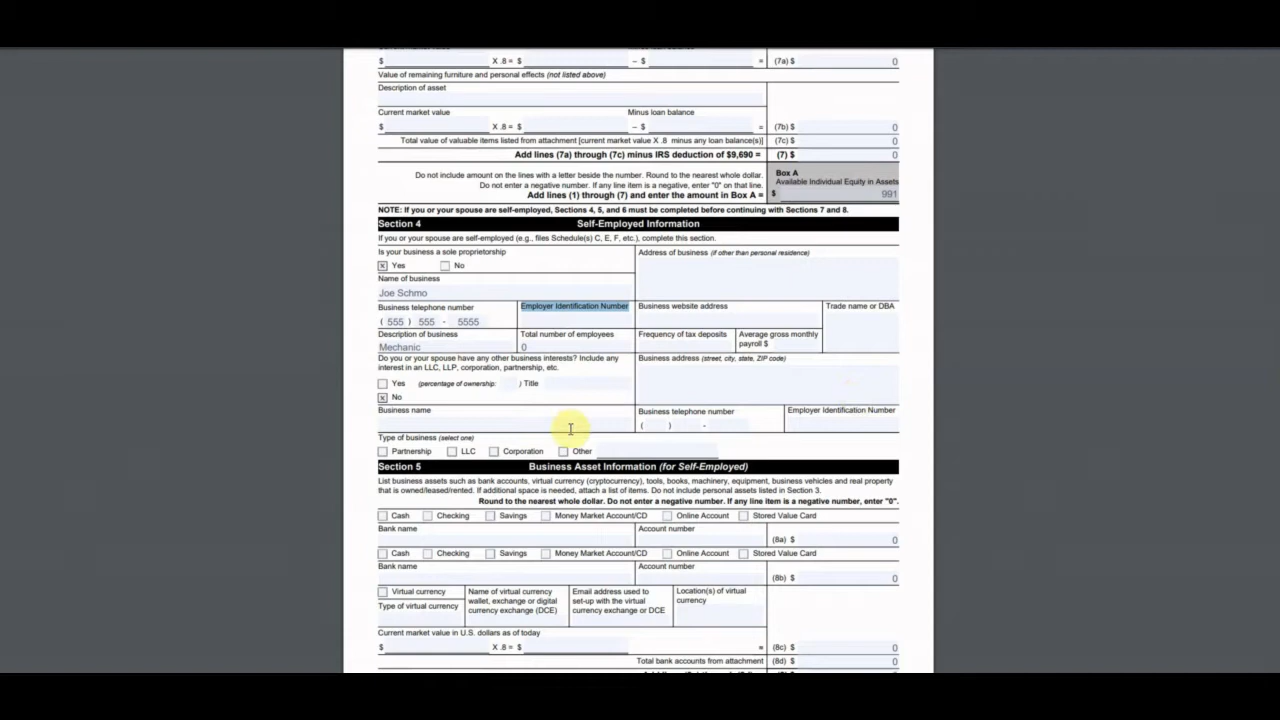 $ X .8 = $ – $ = (7a) $ 0
Value of remaining furniture and personal effects (not listed above)
Description of asset
Current market value Minus loan balance
$ X .8 = $ – $ = (7b) $ 0
Total value of valuable items listed from attachment [current market value X .8 minus any loan balance(s)] (7c) $ 0
Add lines (7a) through (7c) minus IRS deduction of $9,690 = (7) $ 0
Do not include amount on the lines with a letter beside the number. Round to the nearest whole dollar.
Do not enter a negative number. If any line item is a negative, enter "0" on that line.
Add lines (1) through (7) and enter the amount in Box A =
Box A
Available Individual Equity in Assets
$ 991
NOTE: If you or your spouse are self-employed, Sections 4, 5, and 6 must be completed before continuing with Sections 7 and 8.
Section 4 Self-Employed Information
If you or your spouse are self-employed (e.g., files Schedule(s) C, E, F, etc.), complete this section.
Is your business a sole proprietorship
x Yes No
Address of business (if other than personal residence)
Name of business
Joe Schmo
Business telephone number
( 555 ) 555 - 5555
Employer Identification Number
Business website address
Trade name or DBA
Description of business
Mechanic
Total number of employees
0
Frequency of tax deposits
Average gross monthly
payroll $
Do you or your spouse have any other business interests? Include any
interest in an LLC, LLP, corporation, partnership, etc.
Yes (percentage of ownership: ) Title
x No
Business address (street, city, state, ZIP code)
Business name
Business telephone number
( ) -
Employer Identification Number
Type of business (select one)
Partnership LLC Corporation Other
Section 5 Business Asset Information (for Self-Employed)
List business assets such as bank accounts, virtual currency (cryptocurrency), tools, books, machinery, equipment, business vehicles and real property
that is owned/leased/rented. If additional space is needed, attach a list of items. Do not include personal assets listed in Section 3.
Round to the nearest whole dollar. Do not enter a negative number. If any line item is a negative number, enter "0".
Cash Checking Savings Money Market Account/CD Online Account Stored Value Card
Bank name Account number
(8a) $ 0
Cash Checking Savings Money Market Account/CD Online Account Stored Value Card
Bank name Account number
(8b) $ 0
Virtual currency
Type of virtual currency
Name of virtual currency
wallet, exchange or digital
currency exchange (DCE)
Email address used to
set-up with the virtual
currency exchange or DCE
Location(s) of virtual
currency
Current market value in U.S. dollars as of today
$ X .8 = $ = (8c) $ 0
Total bank accounts from attachment (8d) $ 0